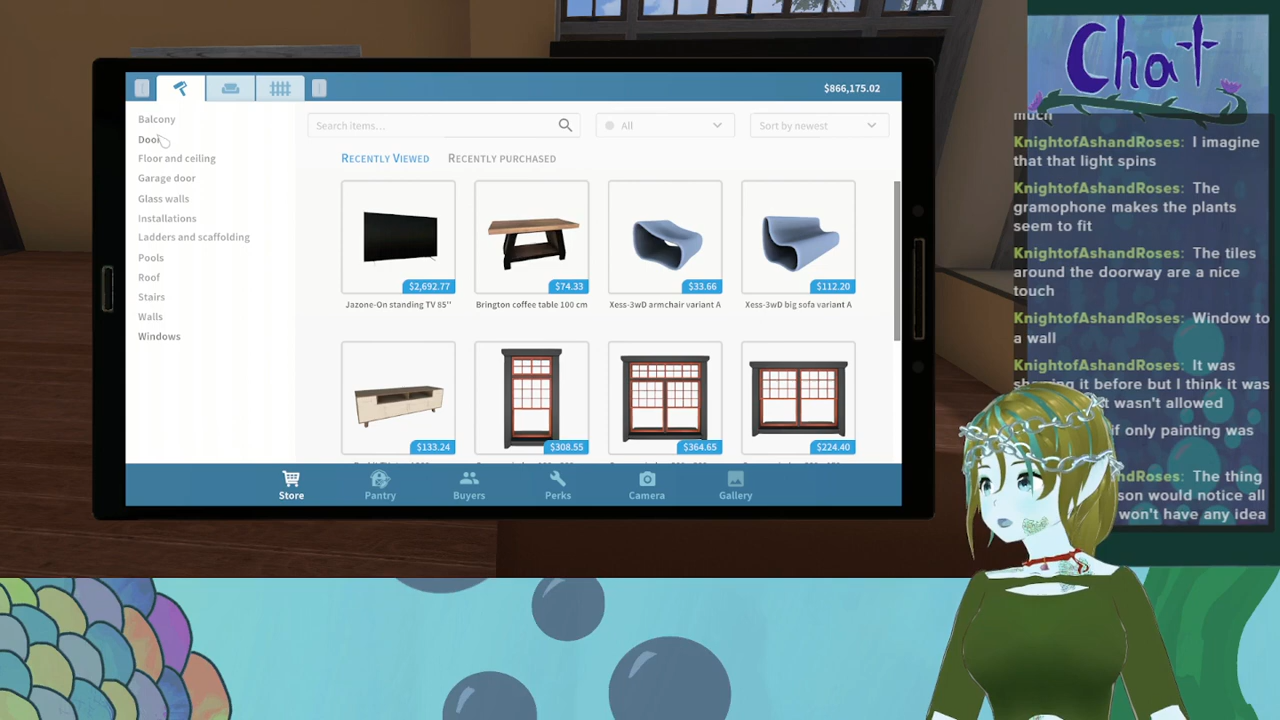 $866,175.02
Balcony
Door
Floor and ceiling
Garage door
Glass walls
Installations
Ladders and scaffolding
Pools
Roof
Stairs
Walls
Windows
Search items...
All
Sort by newest
RECENTLY VIEWED
RECENTLY PURCHASED
$2,692.77
Jazone-On standing TV 85"
$74.33
Brington coffee table 100 cm
$33.66
Xess-3wD armchair variant A
$112.20
Xess-3wD big sofa variant A
$133.24
$308.55
$364.65
$224.40
Store
Pantry
Buyers
Perks
Camera
Gallery
Chat
much
KnightofAshandRoses: I imagine
that that light spins
KnightofAshandRoses: The
gramophone makes the plants
seem to fit
KnightofAshandRoses: The tiles
around the doorway are a nice
touch
KnightofAshandRoses: Window to
a wall
KnightofAshandRoses: It was
it before but I think it was
wasn't allowed
if only painting was
The thing
would notice all
won't have any idea